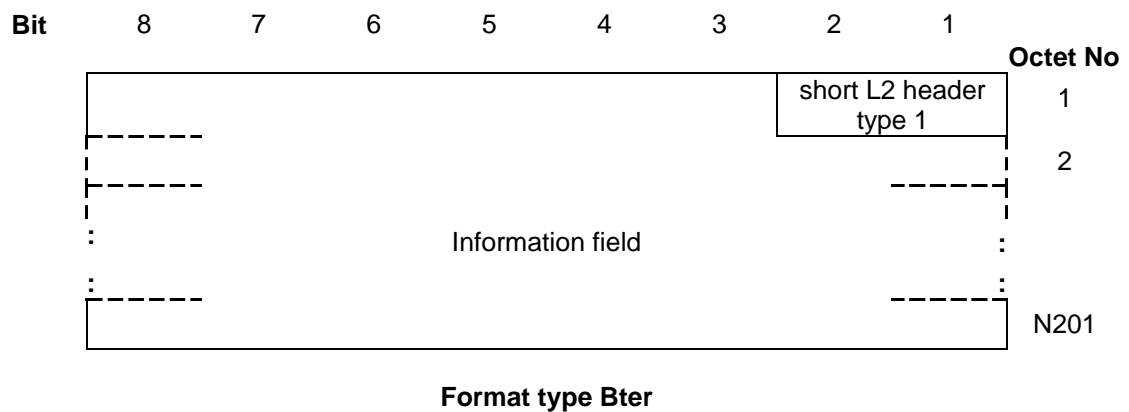 Bit 8 7 6 5 4 3 2 1
Octet No
short L2 header
type 1
1
2
: Information field :
: :
N201
Format type Bter